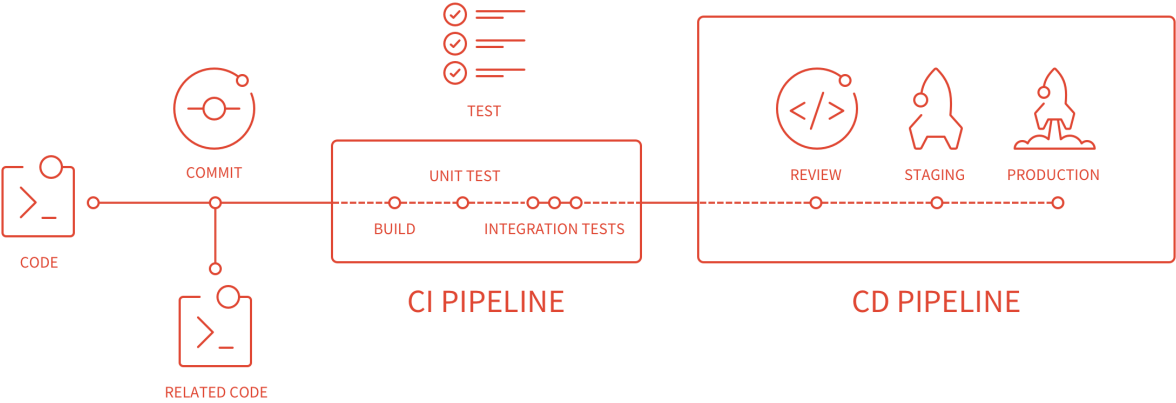 TEST
COMMIT
CODE
RELATED CODE
UNIT TEST
BUILD
INTEGRATION TESTS
CI PIPELINE
REVIEW
STAGING
PRODUCTION
CD PIPELINE